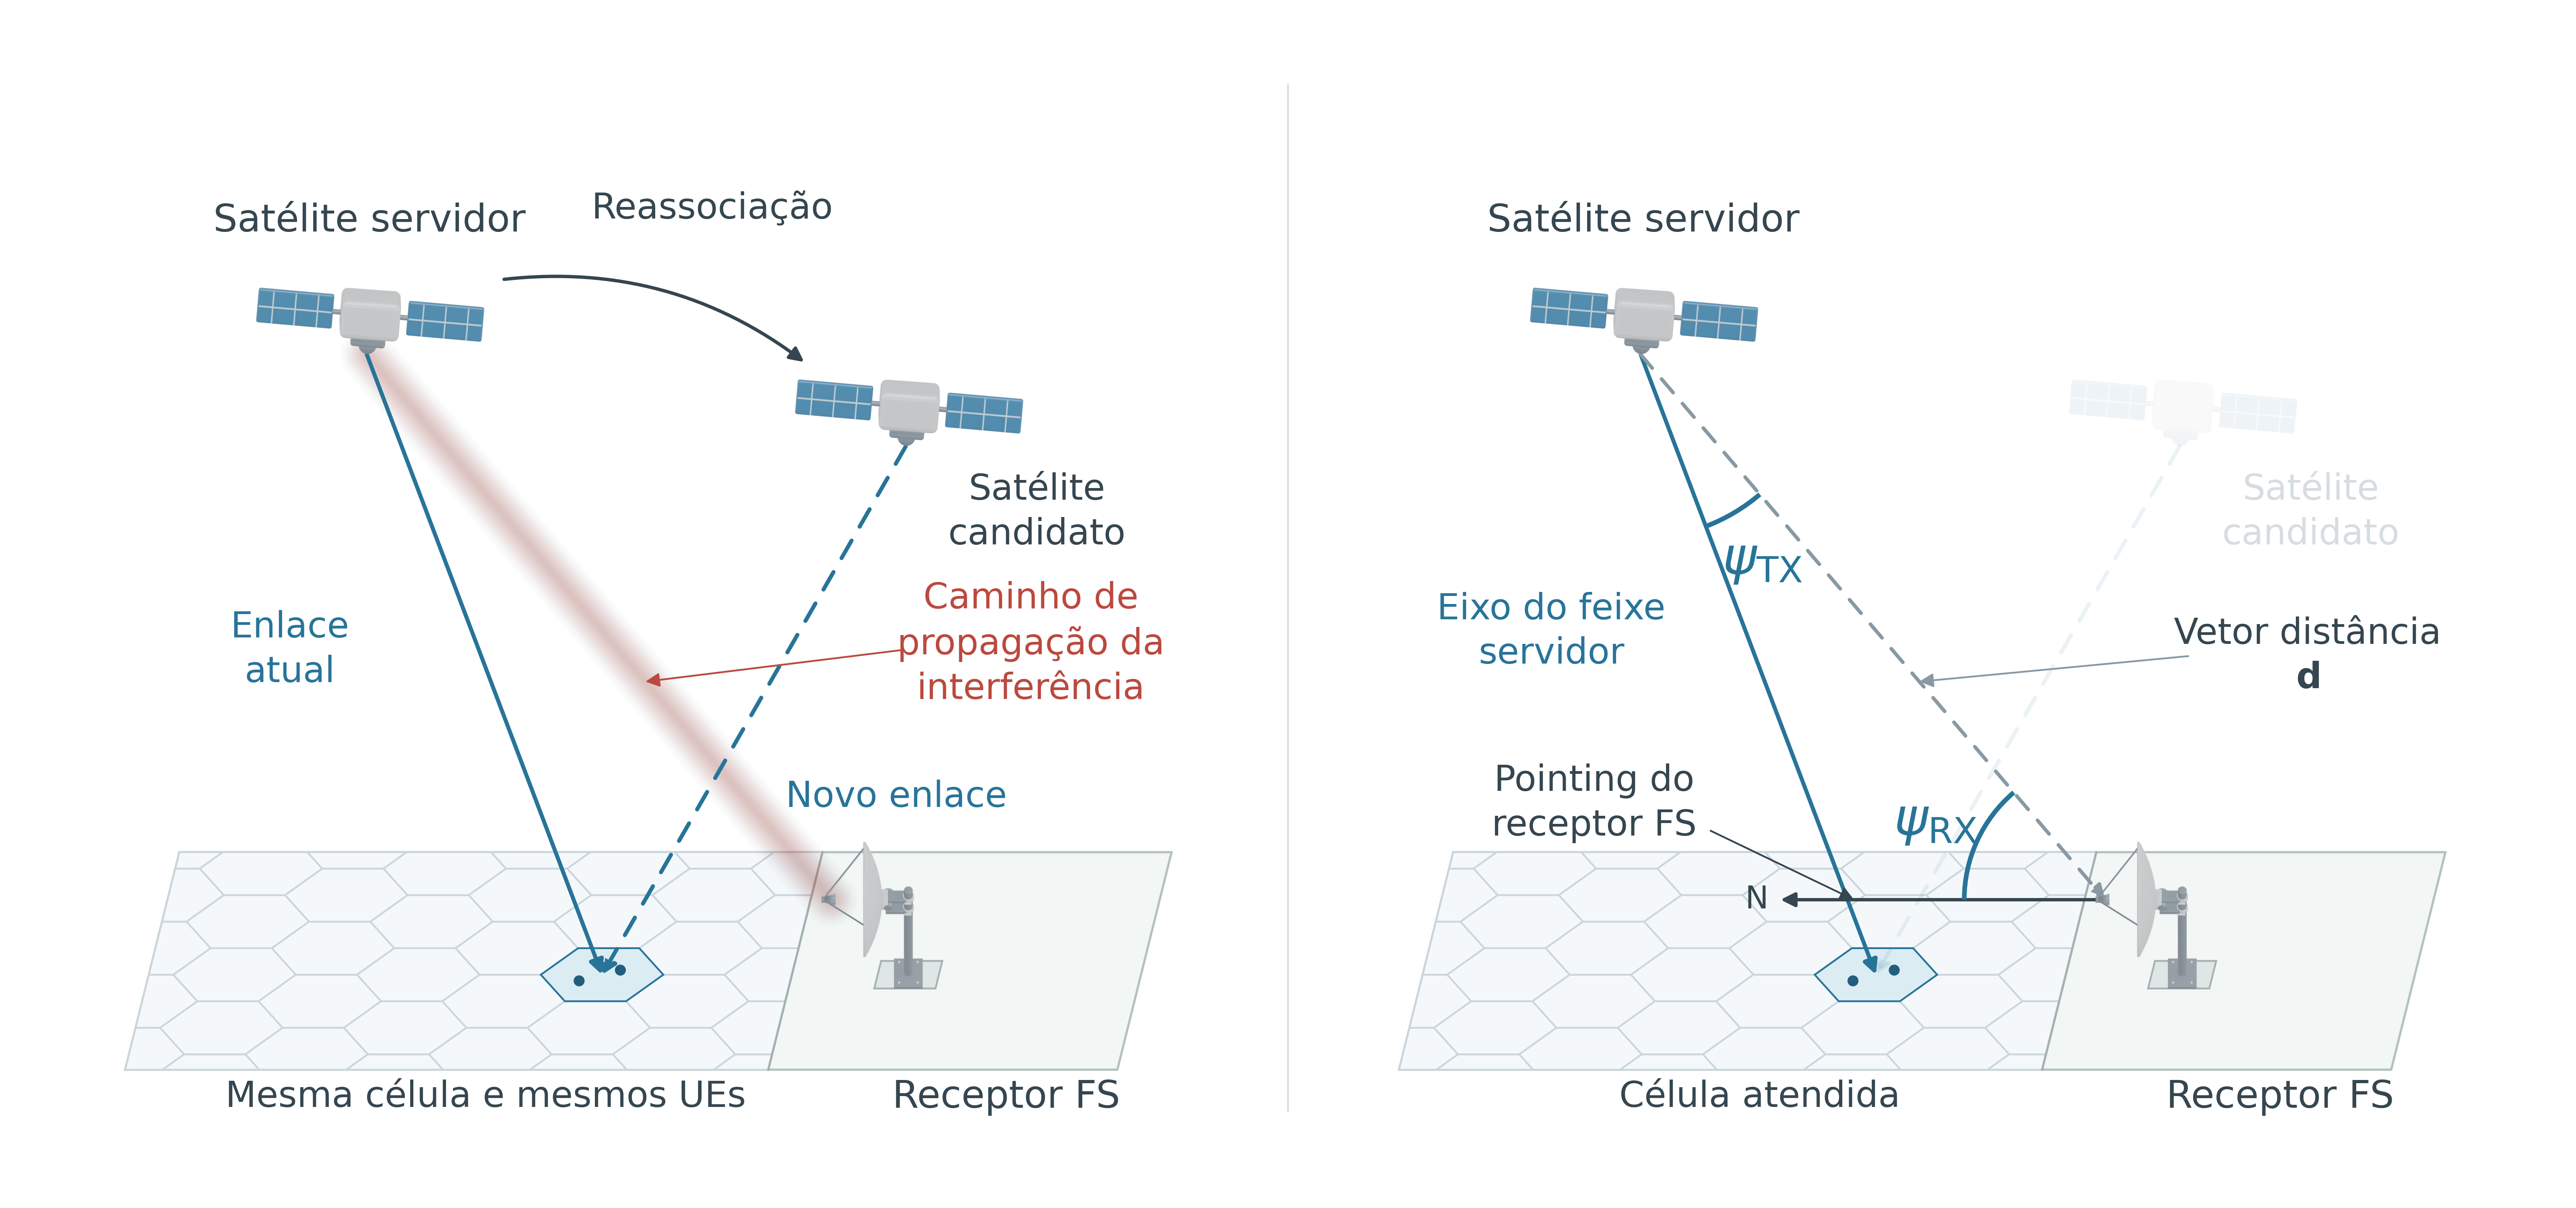 Satélite servidor
Reassociação
Satélite
candidato
Caminho de
propagação da
interferência
Enlace
atual
Novo enlace
Mesma célula e mesmos UEs
Receptor FS
Satélite servidor
Satélite
candidato
ψTX
Eixo do feixe
servidor
Vetor distância
d
Pointing do
receptor FS
ψRX
N
Célula atendida
Receptor FS